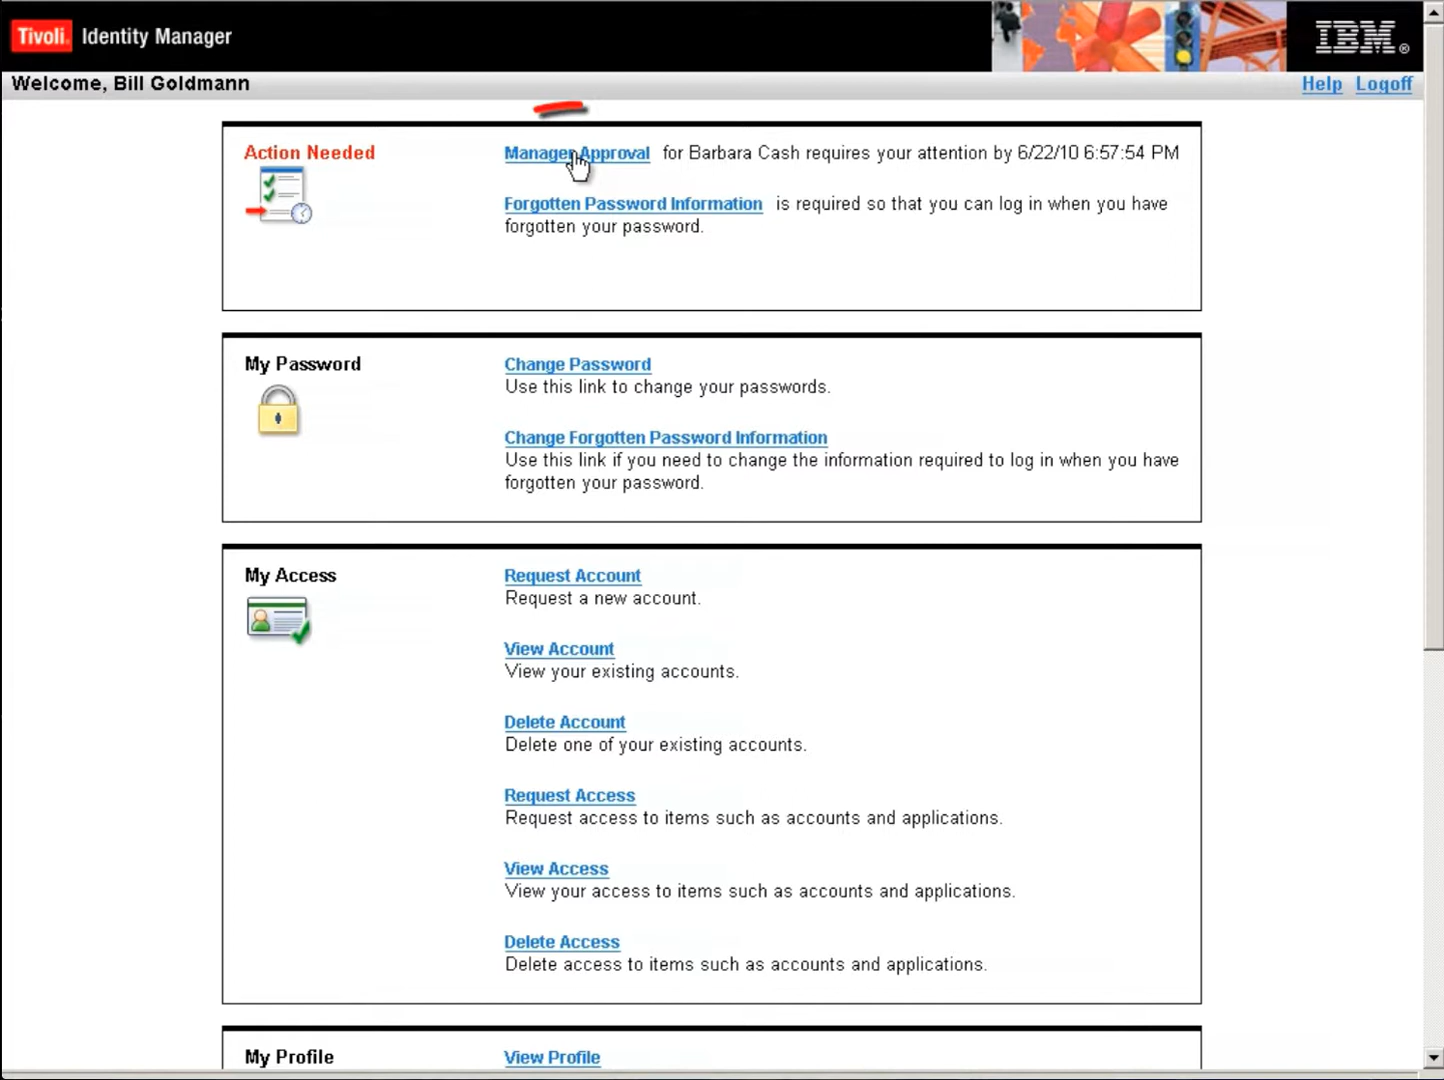 Tivoli. Identity Manager
IBM®
Welcome, Bill Goldmann
Help Logoff
Action Needed
Manager Approval for Barbara Cash requires your attention by 6/22/10 6:57:54 PM
Forgotten Password Information is required so that you can log in when you have
forgotten your password.
My Password
Change Password
Use this link to change your passwords.
Change Forgotten Password Information
Use this link if you need to change the information required to log in when you have
forgotten your password.
My Access
Request Account
Request a new account.
View Account
View your existing accounts.
Delete Account
Delete one of your existing accounts.
Request Access
Request access to items such as accounts and applications.
View Access
View your access to items such as accounts and applications.
Delete Access
Delete access to items such as accounts and applications.
My Profile
View Profile